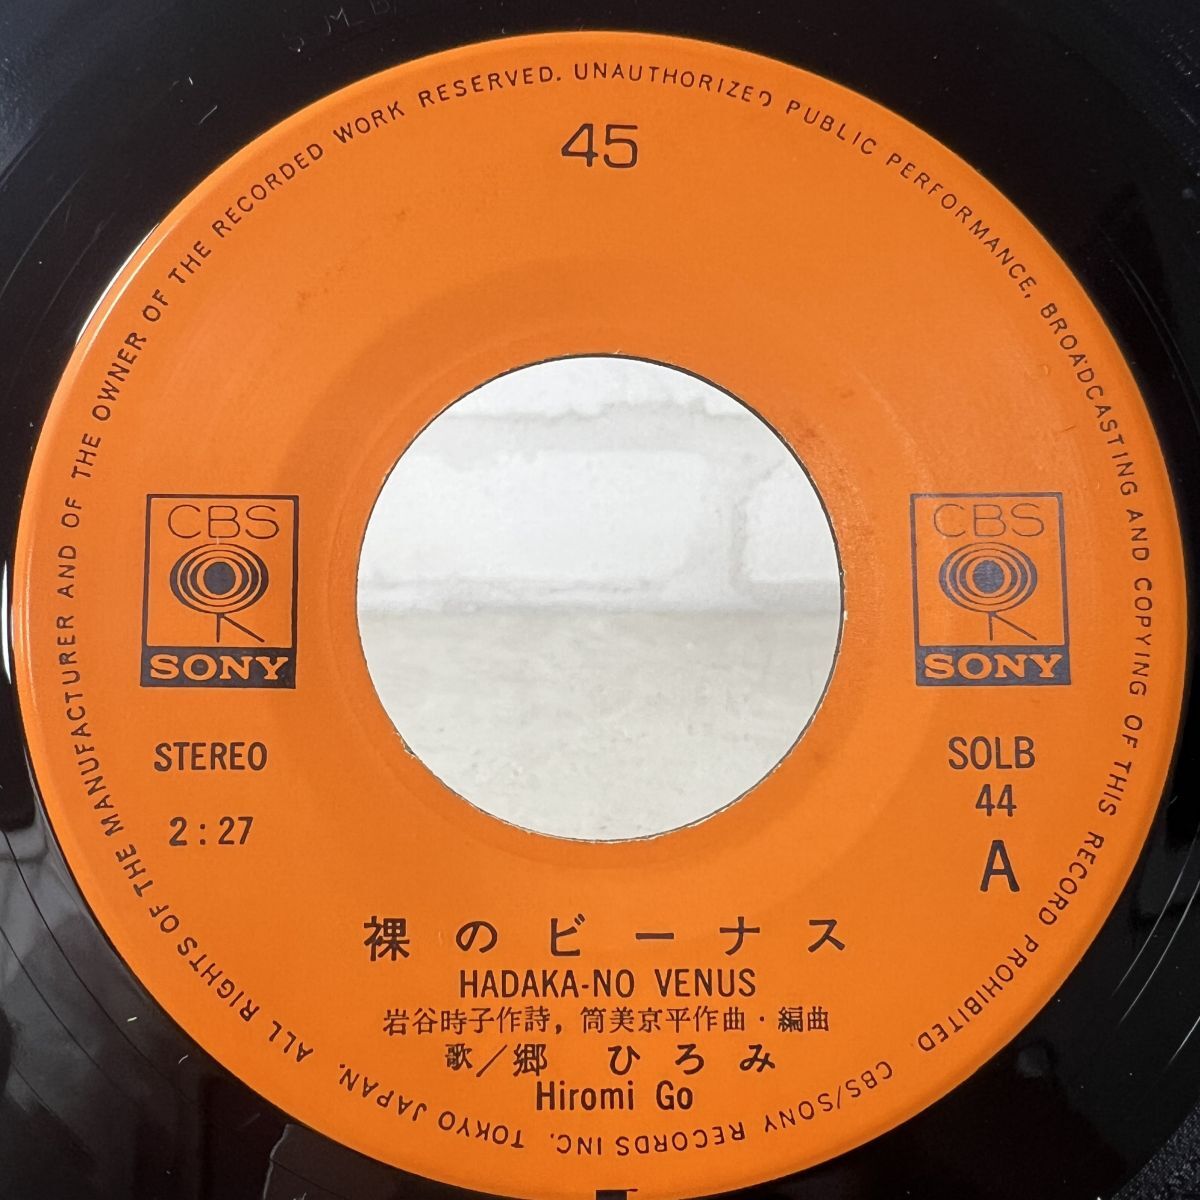 45
CBS
SONY
CBS
SONY
STEREO
2:27
SOLB
44
A
裸のビーナス
HADAKA-NO VENUS
岩谷時子作詩, 筒美京平作曲・編曲
歌／郷 ひろみ
Hiromi Go
ALL RIGHTS OF THE MANUFACTURER AND OF THE OWNER OF THE RECORDED WORK RESERVED. UNAUTHORIZED PUBLIC PERFORMANCE, BROADCASTING AND COPYING OF THIS RECORD PROHIBITED. CBS/SONY RECORDS INC. TOKYO JAPAN.